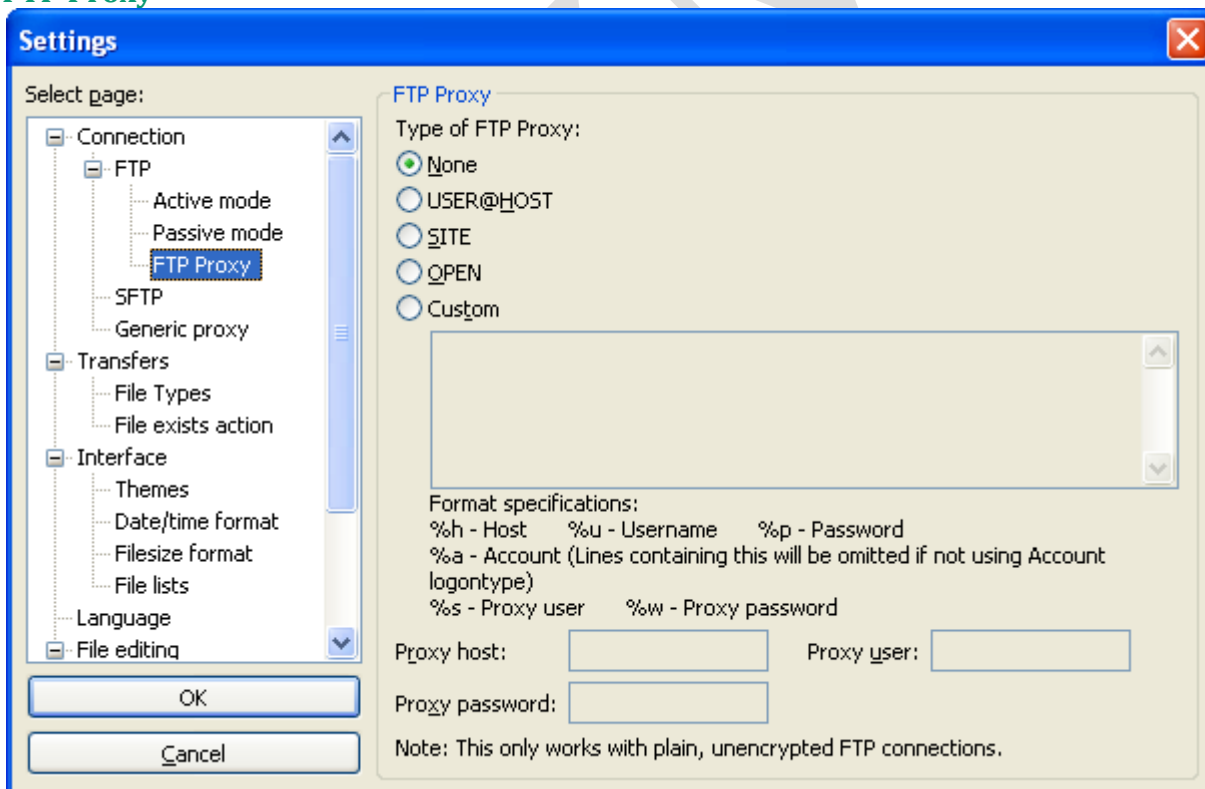 Settings
Select page:
Connection
FTP
Active mode
Passive mode
FTP Proxy
SFTP
Generic proxy
Transfers
File Types
File exists action
Interface
Themes
Date/time format
Filesize format
File lists
Language
File editing
OK
Cancel
FTP Proxy
Type of FTP Proxy:
None
USER@HOST
SITE
OPEN
Custom
Format specifications:
%h - Host %u - Username %p - Password
%a - Account (Lines containing this will be omitted if not using Account
logontype)
%s - Proxy user %w - Proxy password
Proxy host: Proxy user:
Proxy password:
Note: This only works with plain, unencrypted FTP connections.